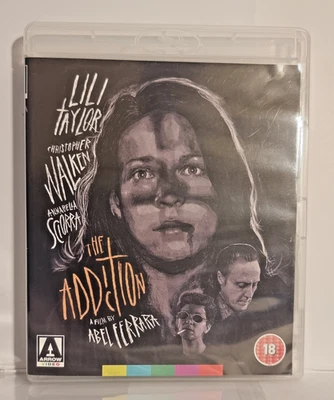 LILI
TAYLOR
CHRISTOPHER
WALKEN
ANNABELLA
SCIORRA
THE
ADDICTION
A FILM BY
ABEL FERRARA
ARROW
VIDEO
18